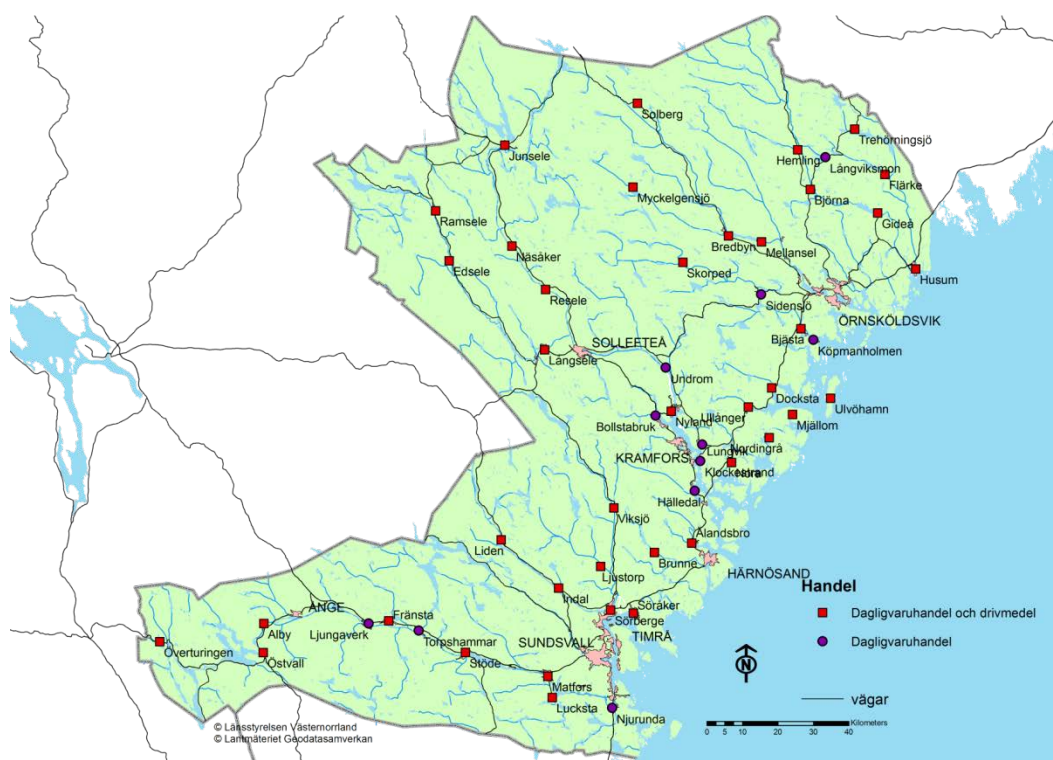 Solberg
Trehörningsjö
Junsele
Hemling
Långviksmon
Flärke
Myckelgensjö
Björna
Ramsele
Gideå
Bredbyn
Mellansel
Näsåker
Edsele
Skorped
Husum
Resele
Sidensjö
ÖRNSKÖLDSVIK
SOLLEFTEÅ
Bjästa
Köpmanholmen
Långsele
Undrom
Docksta
Ulvöhamn
Ullånger
Nyland
Mjällom
Bollstabruk
Nordingrå
Lungvik
KRAMFORS
Klockestrand
Nora
Hälledal
Viksjö
Älandsbro
Liden
Brunne
HÄRNÖSAND
Ljustorp
Indal
Handel
Dagligvaruhandel och drivmedel
Dagligvaruhandel
vägar
Söråker
Sörberge
TIMRÅ
ÅNGE
Fränsta
Alby
Ljungaverk
Torpshammar
SUNDSVALL
Överturingen
Östvall
Stöde
Matfors
Lucksta
Njurunda
N
Kilometers
0 5 10 20 30 40
© Länsstyrelsen Västernorrland
© Lantmäteriet Geodatasamverkan